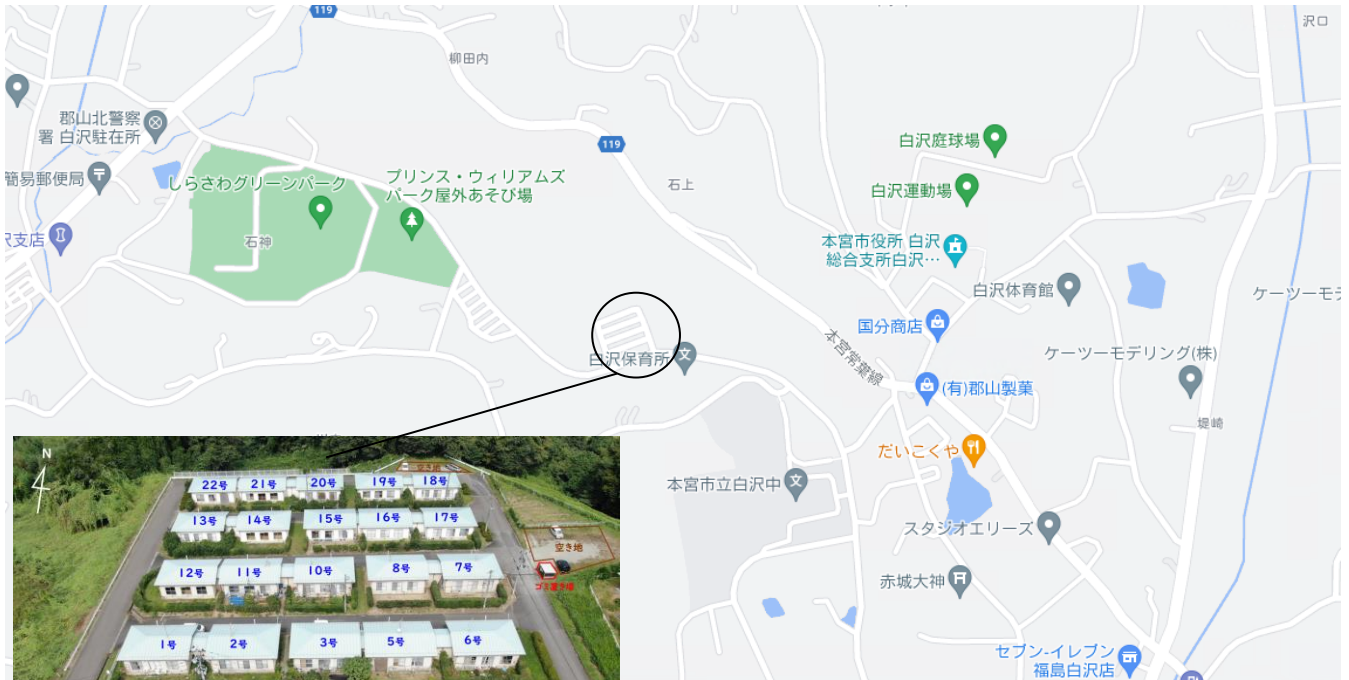 119
沢口
柳田内
郡山北警察
署 白沢駐在所
119
白沢庭球場
簡易郵便局
しらさわグリーンパーク
プリンス・ウィリアムズ
パーク屋外あそび場
石上
白沢運動場
沢支店
石神
本宮市役所 白沢
総合支所白沢…
白沢体育館
ケーツーモデ
国分商店
本宮常葉線
白沢保育所
文
ケーツーモデリング(株)
(有)郡山製菓
堤崎
だいこくや
本宮市立白沢中
文
スタジオエリーズ
赤城大神
セブン-イレブン
福島白沢店
N
空き地
22号 21号 20号 19号 18号
13号 14号 15号 16号 17号
空き地
12号 11号 10号 8号 7号
ゴミ置き場
1号 2号 3号 5号 6号